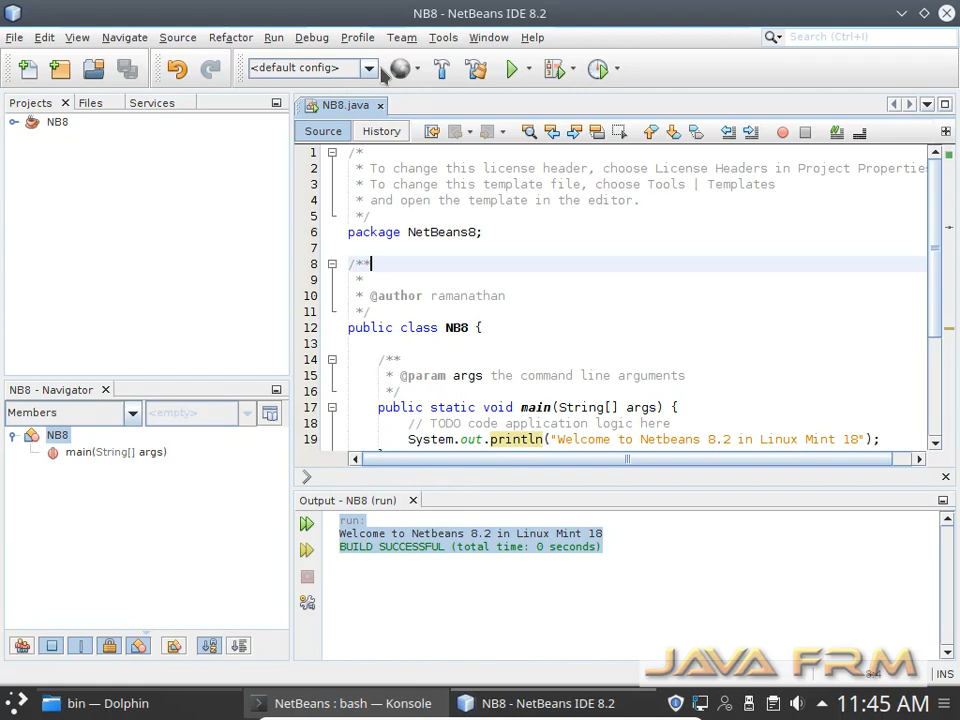 NB8 - NetBeans IDE 8.2
File Edit View Navigate Source Refactor Run Debug Profile Team Tools Window Help
Search (Ctrl+I)
<default config>
Projects Files Services
NB8.java
NB8
Source History
1 /*
2 * To change this license header, choose License Headers in Project Properties
3 * To change this template file, choose Tools | Templates
4 * and open the template in the editor.
5 */
6 package NetBeans8;
7
8 /**
9 *
10 * @author ramanathan
11 */
12 public class NB8 {
13
14 /**
15 * @param args the command line arguments
16 */
17 public static void main(String[] args) {
18 // TODO code application logic here
19 System.out.println("Welcome to Netbeans 8.2 in Linux Mint 18");
NB8 - Navigator
Members <empty>
NB8
main(String[] args)
Output - NB8 (run)
run:
Welcome to Netbeans 8.2 in Linux Mint 18
BUILD SUCCESSFUL (total time: 0 seconds)
JAVA FRM
INS
bin — Dolphin
NetBeans : bash — Konsole
NB8 - NetBeans IDE 8.2
11:45 AM